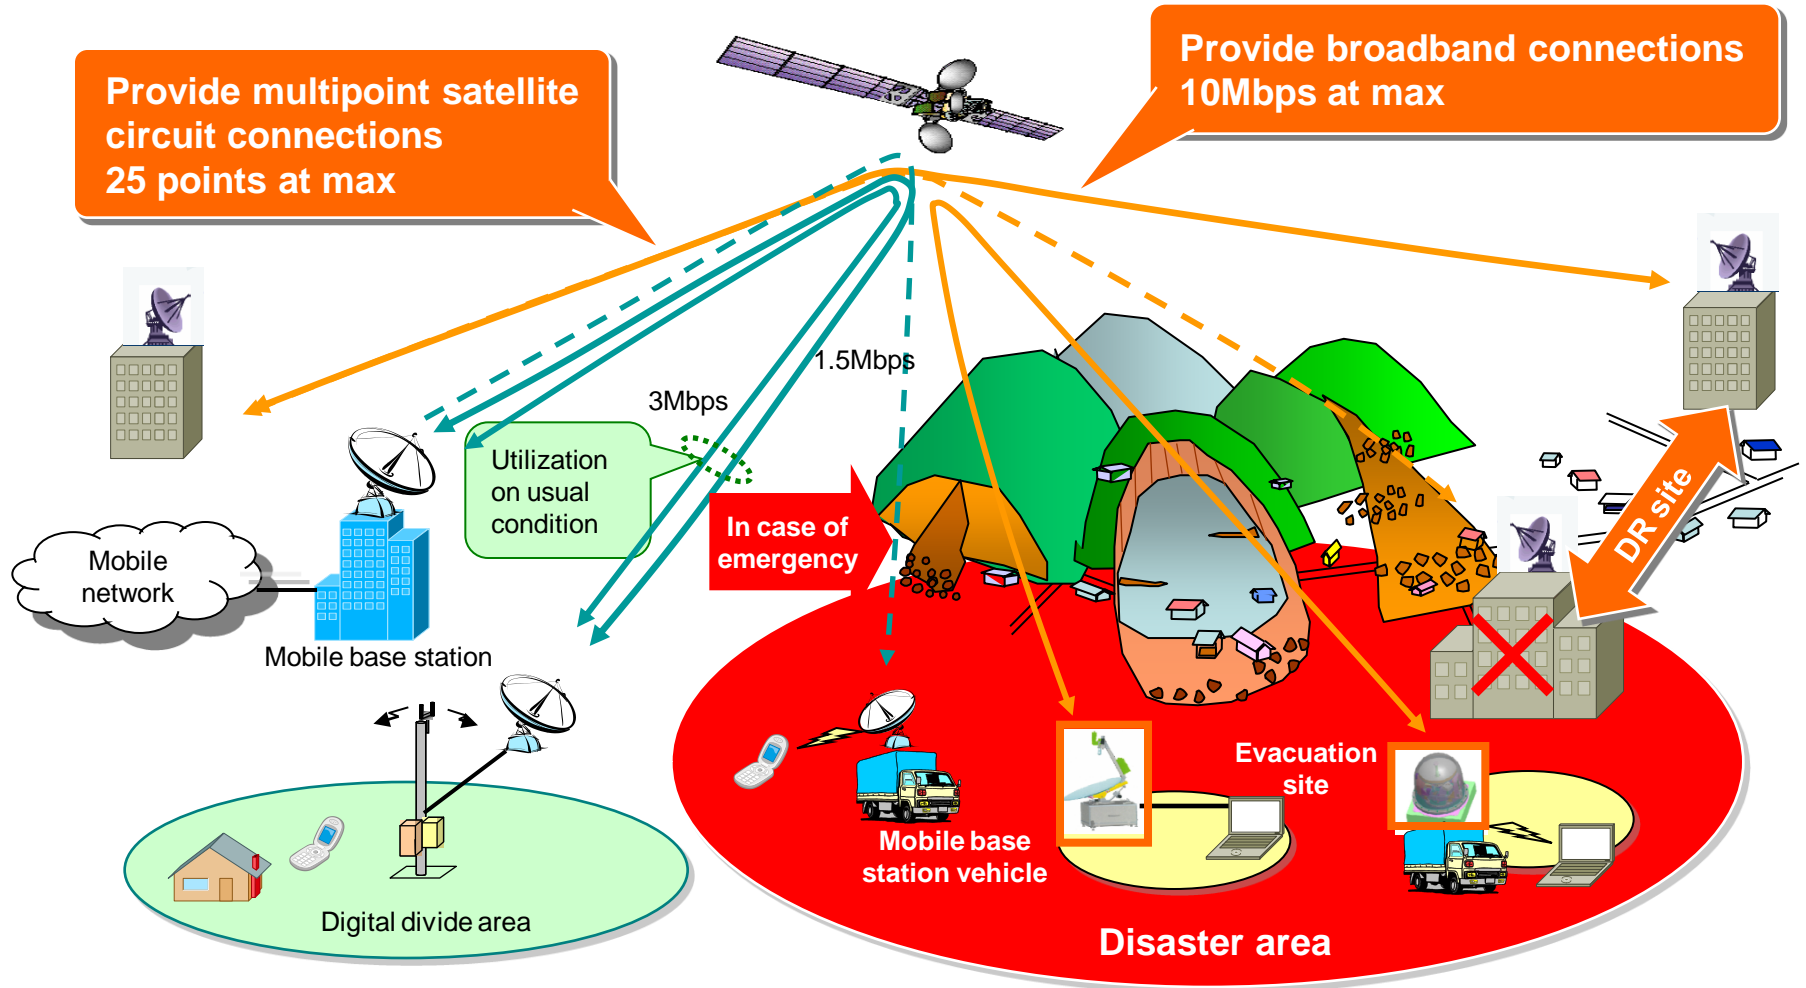 Provide multipoint satellite
circuit connections
25 points at max
Provide broadband connections
10Mbps at max
1.5Mbps
3Mbps
Utilization
on usual
condition
In case of
emergency
DR site
Mobile
network
Mobile base station
Evacuation
site
Mobile base
station vehicle
Digital divide area
Disaster area